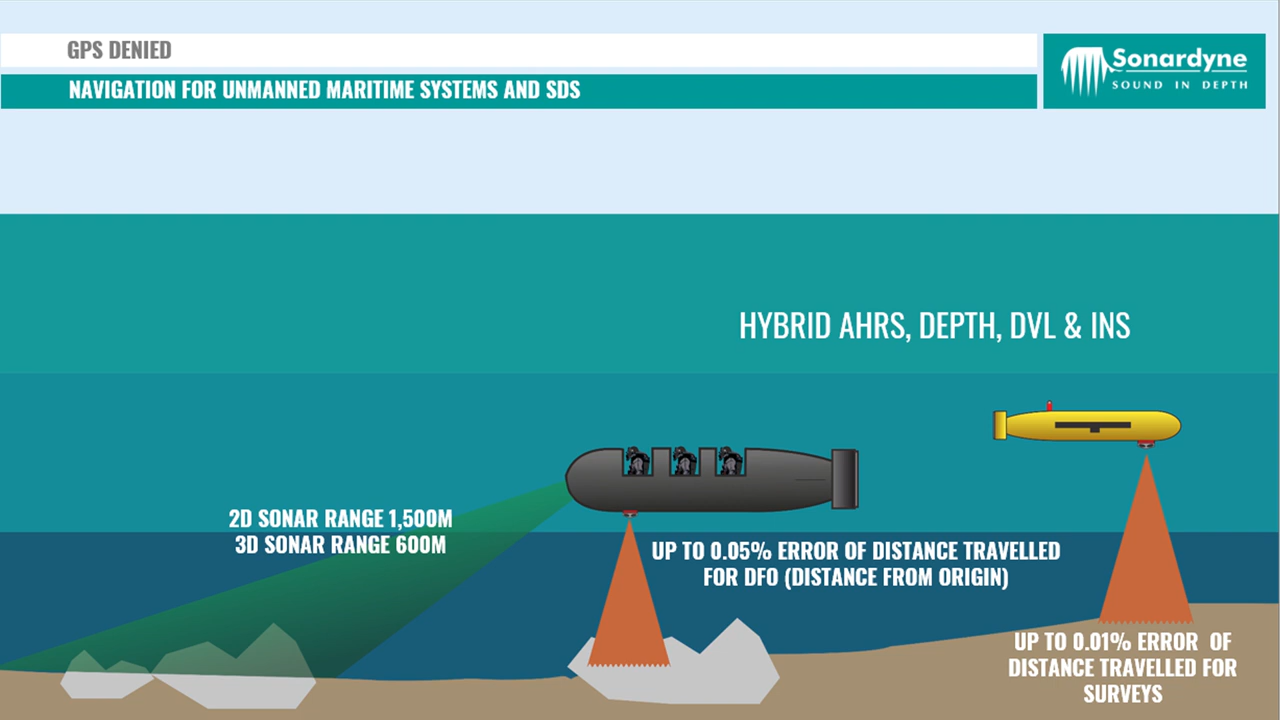 GPS DENIED
NAVIGATION FOR UNMANNED MARITIME SYSTEMS AND SDS
Sonardyne
SOUND IN DEPTH
HYBRID AHRS, DEPTH, DVL & INS
2D SONAR RANGE 1,500M
3D SONAR RANGE 600M
UP TO 0.05% ERROR OF DISTANCE TRAVELLED
FOR DFO (DISTANCE FROM ORIGIN)
UP TO 0.01% ERROR OF
DISTANCE TRAVELLED FOR
SURVEYS